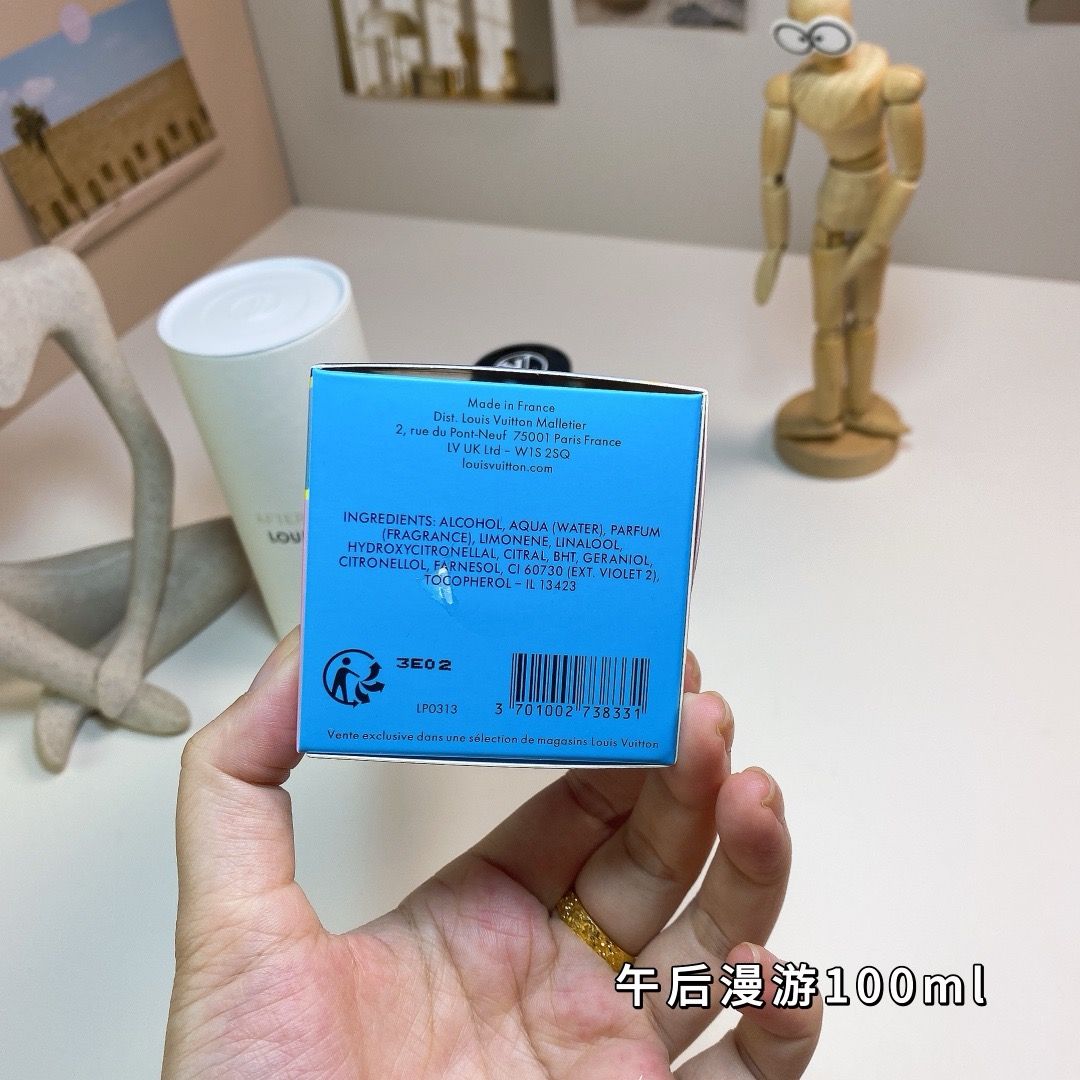 Made in France
Dist. Louis Vuitton Malletier
2, rue du Pont-Neuf 75001 Paris France
LV UK Ltd – W1S 2SQ
louisvuitton.com
INGREDIENTS: ALCOHOL, AQUA (WATER), PARFUM
(FRAGRANCE), LIMONENE, LINALOOL,
HYDROXYCITRONELLAL, CITRAL, BHT, GERANIOL,
CITRONELLOL, FARNESOL, CI 60730 (EXT. VIOLET 2),
TOCOPHEROL – IL 13423
3E02
LP0313
3 701002 738331
Vente exclusive dans une sélection de magasins Louis Vuitton
午后漫游100ml